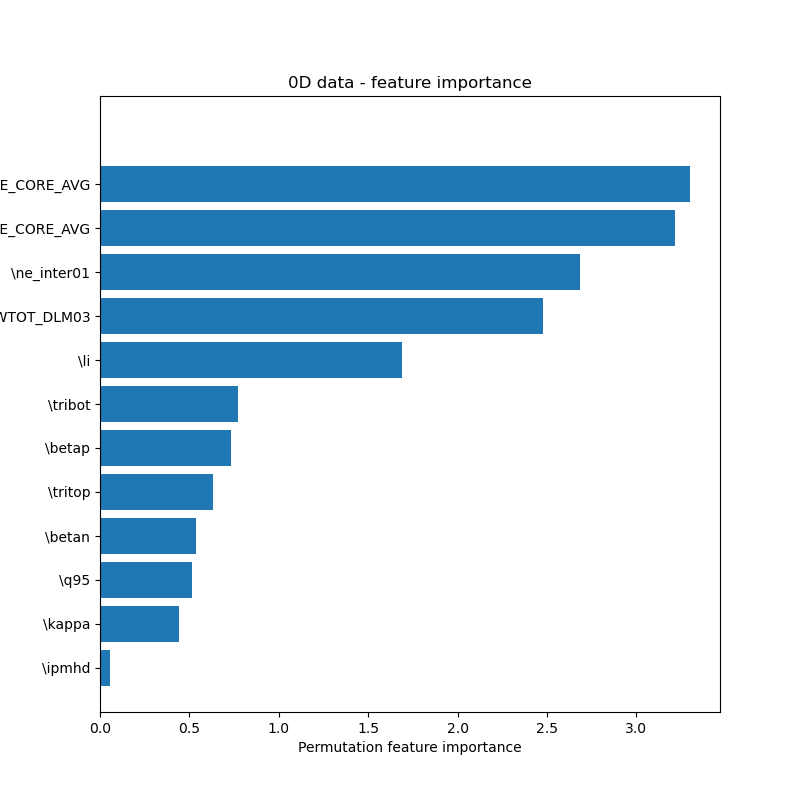 0D data - feature importance
E_CORE_AVG
E_CORE_AVG
\ne_inter01
WTOT_DLM03
\li
\tribot
\betap
\tritop
\betan
\q95
\kappa
\ipmhd
0.0 0.5 1.0 1.5 2.0 2.5 3.0
Permutation feature importance